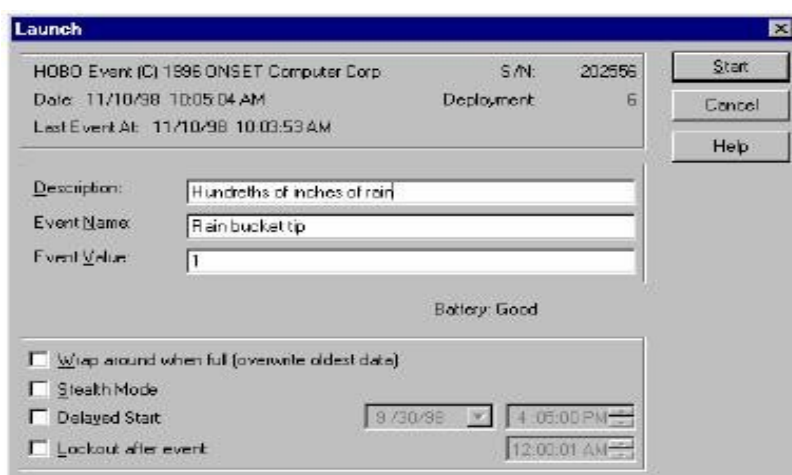 Launch
HOBO Event (C) 1996 ONSET Computer Corp S/N: 202556
Date: 11/10/98 10:05:04 AM Deployment: 6
Last Event At: 11/10/98 10:03:53 AM
Start
Cancel
Help
Description: Hundreths of inches of rain
Event Name: Rain bucket tip
Event Value: 1
Battery: Good
Wrap around when full (overwrite oldest data)
Stealth Mode
Delayed Start 9/30/98 4:05:00 PM
Lockout after event 12:00:01 AM